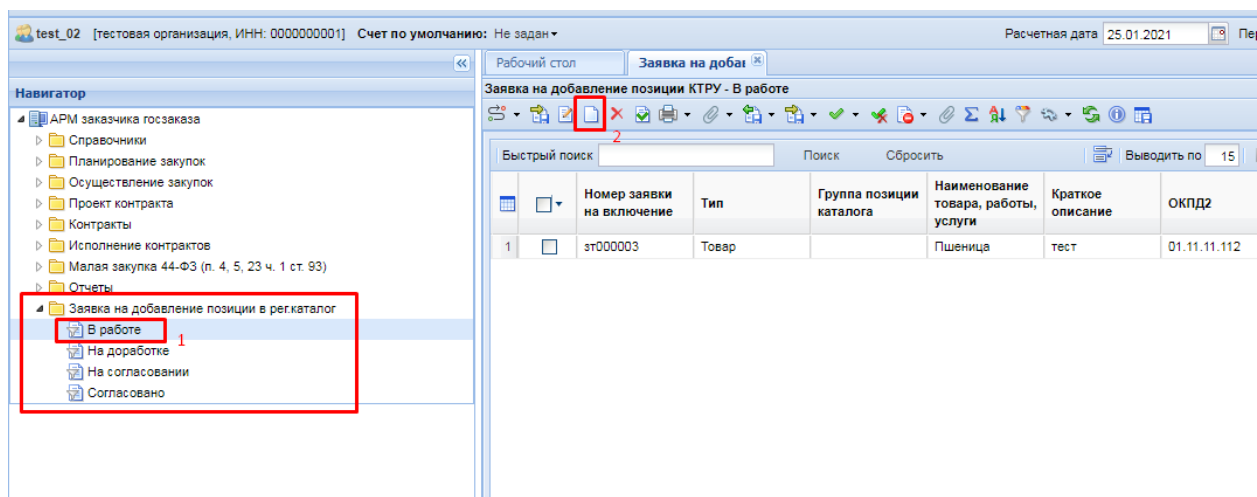 test_02 [тестовая организация, ИНН: 0000000001] Счет по умолчанию: Не задан Расчетная дата 25.01.2021
Рабочий стол Заявка на добав
Навигатор
Заявка на добавление позиции КТРУ - В работе
АРМ заказчика госзаказа
Справочники
Планирование закупок
Осуществление закупок
Проект контракта
Контракты
Исполнение контрактов
Малая закупка 44-ФЗ (п. 4, 5, 23 ч. 1 ст. 93)
Отчеты
Заявка на добавление позиции в рег.каталог
В работе
1
На доработке
На согласовании
Согласовано
2
Быстрый поиск Поиск Сбросить Выводить по 15
Номер заявки на включение
Тип
Группа позиции каталога
Наименование товара, работы, услуги
Краткое описание
ОКПД2
1 зт000003 Товар Пшеница тест 01.11.11.112